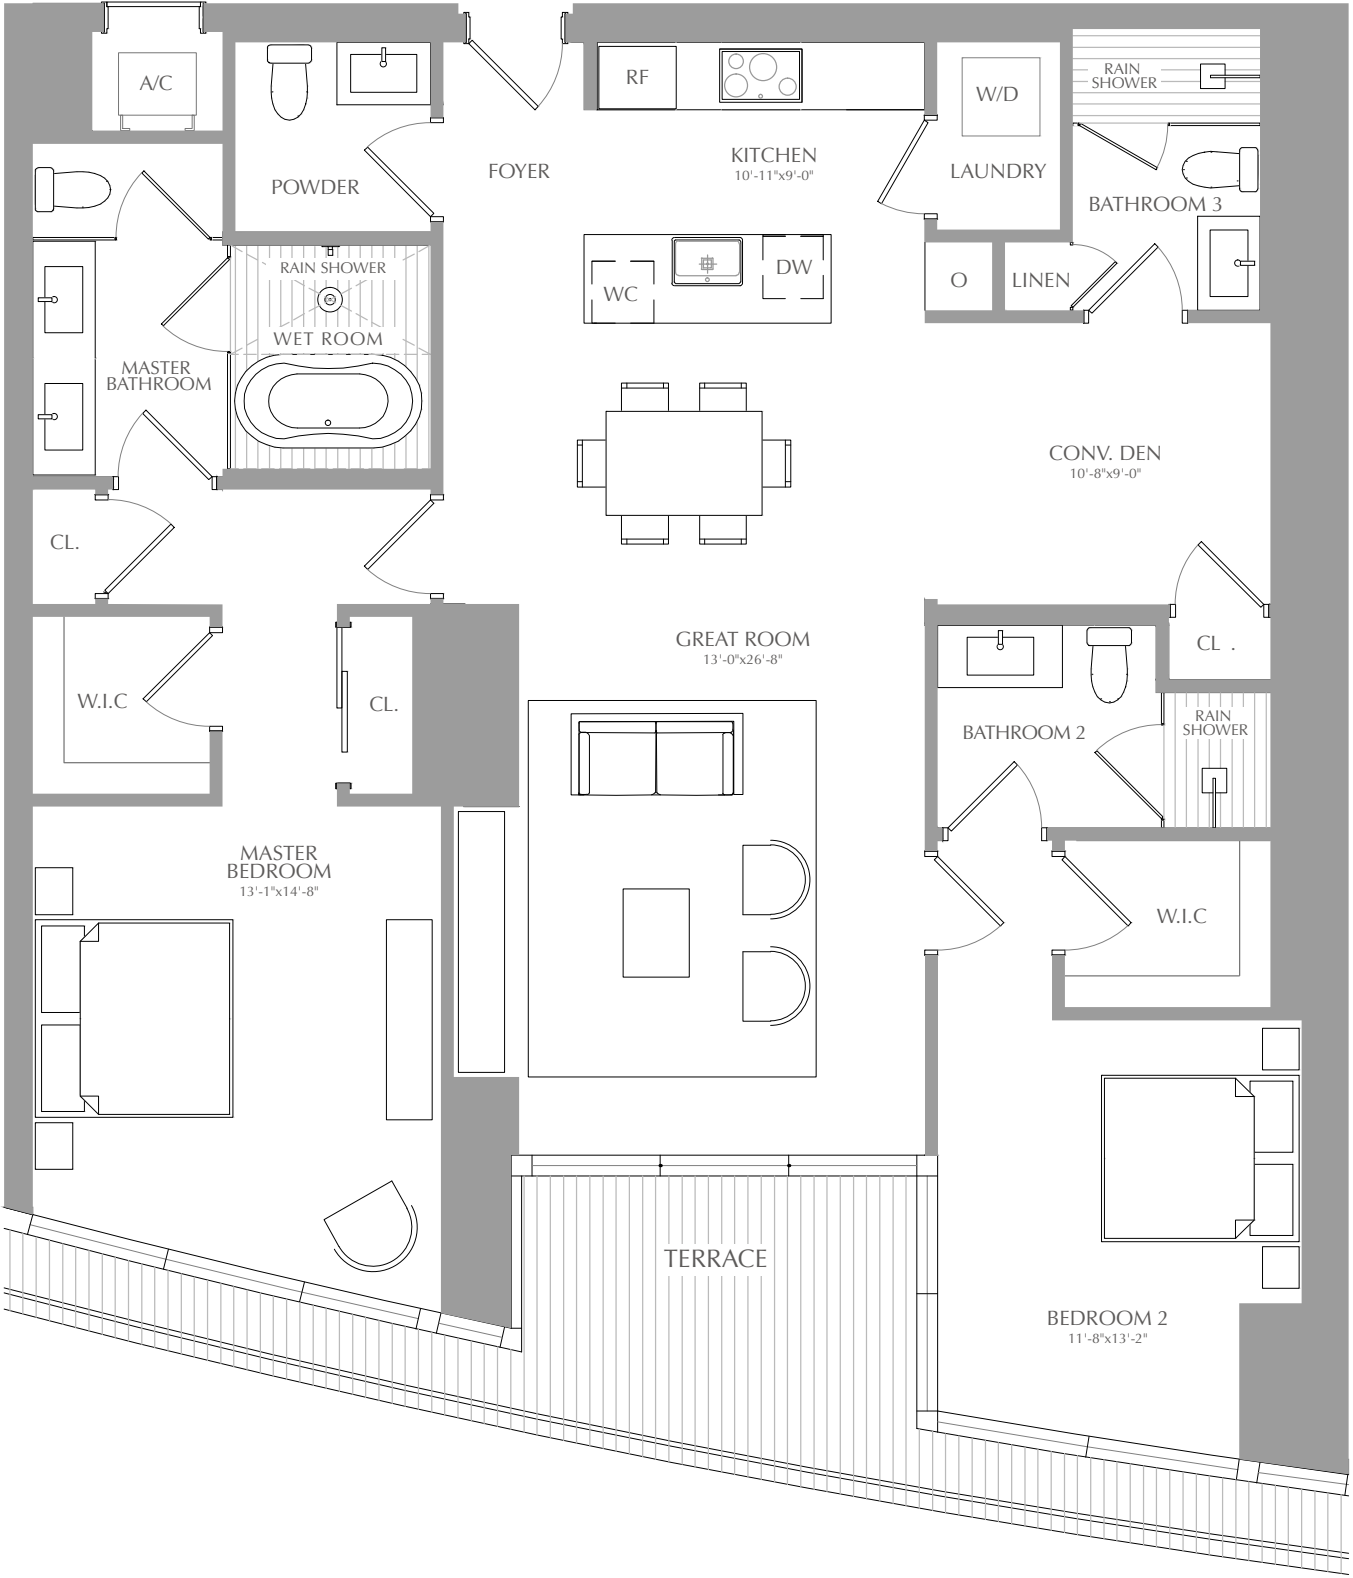 A/C
RF
W/D
RAIN
SHOWER
POWDER
FOYER
KITCHEN
10'-11"x9'-0"
LAUNDRY
BATHROOM 3
RAIN SHOWER
WET ROOM
WC
DW
O
LINEN
MASTER
BATHROOM
CONV. DEN
10'-8"x9'-0"
CL.
GREAT ROOM
13'-0"x26'-8"
CL .
W.I.C
CL.
BATHROOM 2
RAIN
SHOWER
MASTER
BEDROOM
13'-1"x14'-8"
W.I.C
TERRACE
BEDROOM 2
11'-8"x13'-2"